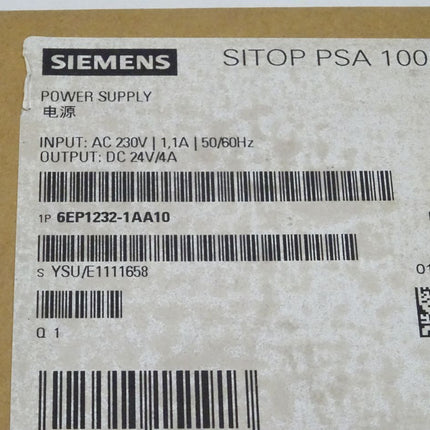 SIEMENS SITOP PSA 100
POWER SUPPLY
电源
INPUT: AC 230V | 1,1A | 50/60Hz
OUTPUT: DC 24V/4A
1P 6EP1232-1AA10
S YSU/E1111658
01
Q 1